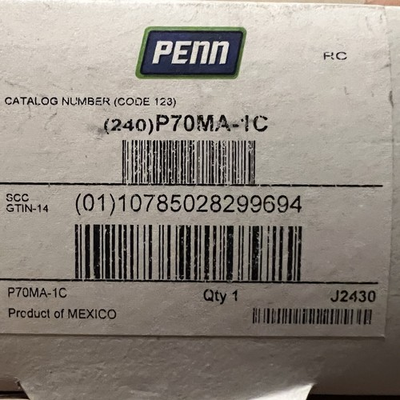 PENN
RC
CATALOG NUMBER (CODE 123)
(240)P70MA-1C
SCC
GTIN-14
(01)10785028299694
P70MA-1C
Qty 1
J2430
Product of MEXICO